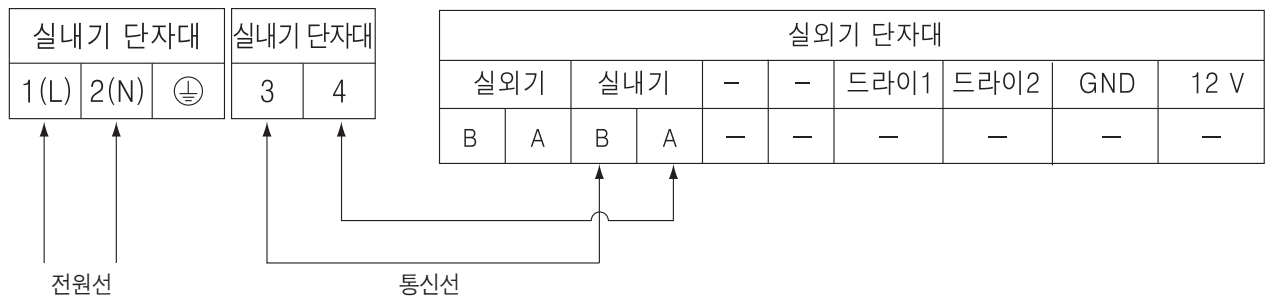 실내기 단자대
1(L) 2(N) ⏚
실내기 단자대
3 4
실외기 단자대
실외기 실내기 – – 드라이1 드라이2 GND 12 V
B A B A – – – – – –
전원선
통신선